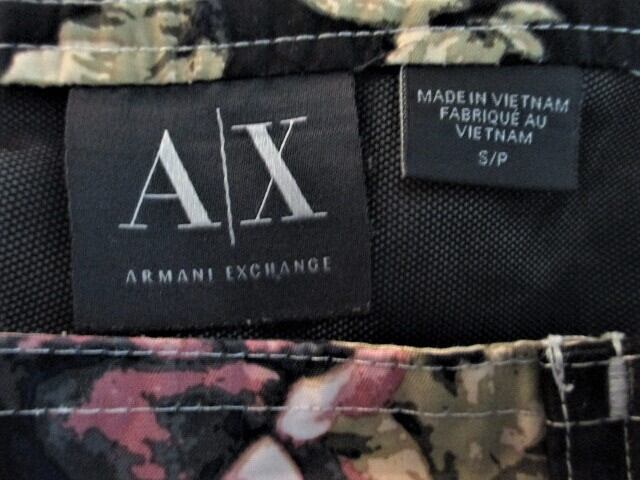 A|X
ARMANI EXCHANGE
MADE IN VIETNAM
FABRIQUÉ AU
VIETNAM
S/P